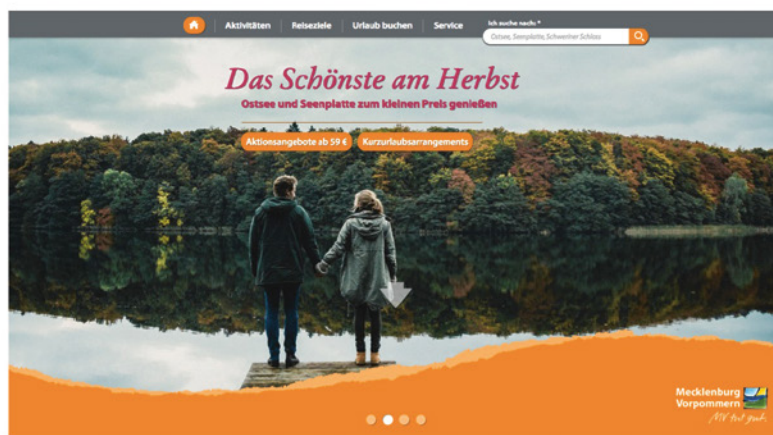 Aktivitäten Reiseziele Urlaub buchen Service
Ich suche nach: *
Ostsee, Seenplatte, Schweriner Schloss
Das Schönste am Herbst
Ostsee und Seenplatte zum kleinen Preis genießen
Aktionsangebote ab 59 € Kurzurlaubsarrangements
Mecklenburg
Vorpommern
MV tut gut.